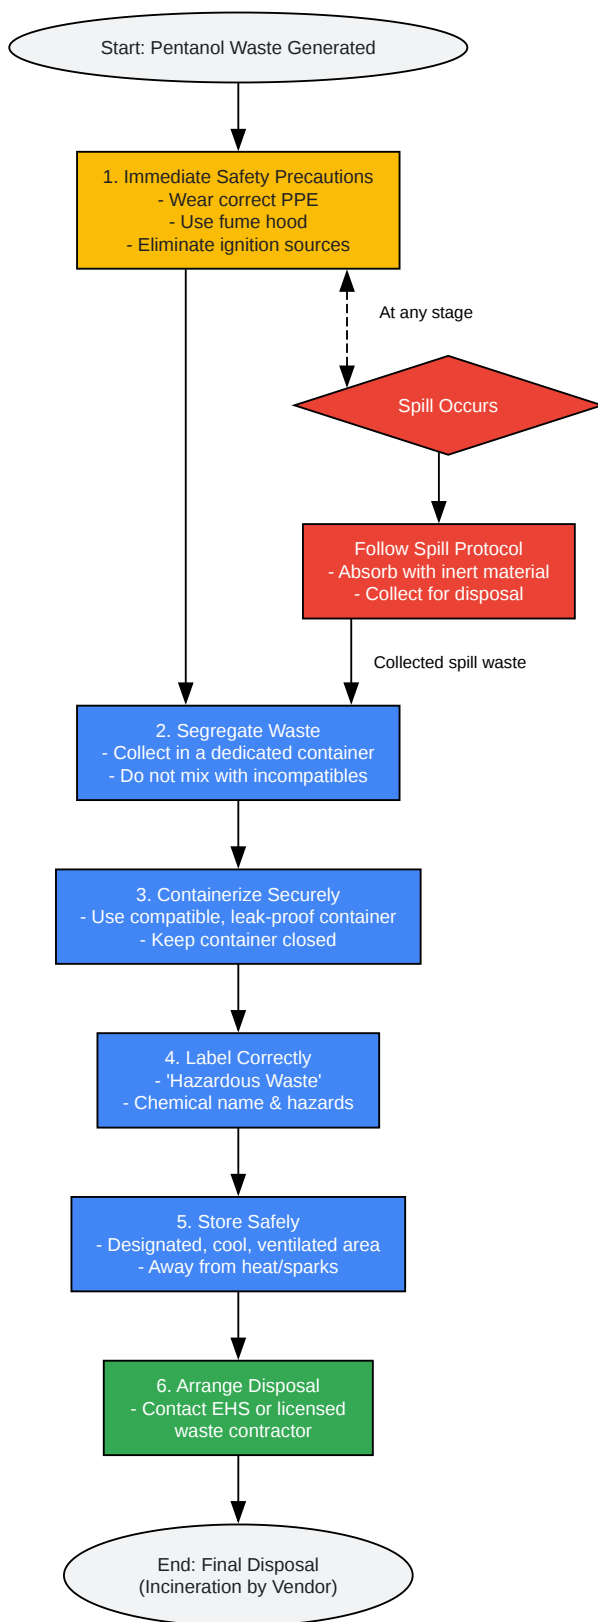 Start: Pentanol Waste Generated
1. Immediate Safety Precautions
- Wear correct PPE
- Use fume hood
- Eliminate ignition sources
At any stage
Spill Occurs
Follow Spill Protocol
- Absorb with inert material
- Collect for disposal
Collected spill waste
2. Segregate Waste
- Collect in a dedicated container
- Do not mix with incompatibles
3. Containerize Securely
- Use compatible, leak-proof container
- Keep container closed
4. Label Correctly
- 'Hazardous Waste'
- Chemical name & hazards
5. Store Safely
- Designated, cool, ventilated area
- Away from heat/sparks
6. Arrange Disposal
- Contact EHS or licensed
waste contractor
End: Final Disposal
(Incineration by Vendor)